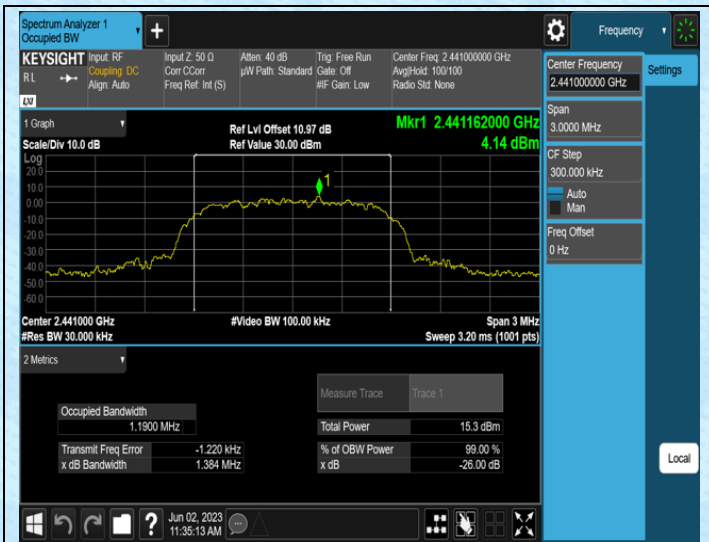 Spectrum Analyzer 1
Occupied BW
+
Frequency
KEYSIGHT
RL
LXI
Input: RF
Coupling: DC
Align: Auto
Input Z: 50 Ω
Corr CCorr
Freq Ref: Int (S)
Atten: 40 dB
µW Path: Standard
Trig: Free Run
Gate: Off
#IF Gain: Low
Center Freq: 2.441000000 GHz
Avg|Hold: 100/100
Radio Std: None
Center Frequency
2.441000000 GHz
Settings
Span
3.0000 MHz
CF Step
300.000 kHz
Auto
Man
Freq Offset
0 Hz
1 Graph
Scale/Div 10.0 dB
Ref Lvl Offset 10.97 dB
Ref Value 30.00 dBm
Mkr1 2.441162000 GHz
4.14 dBm
Log
20.0
10.0
0.00
-10.0
-20.0
-30.0
-40.0
-50.0
-60.0
1
Center 2.441000 GHz
#Res BW 30.000 kHz
#Video BW 100.00 kHz
Span 3 MHz
Sweep 3.20 ms (1001 pts)
2 Metrics
Measure Trace Trace 1
Occupied Bandwidth
1.1900 MHz
Total Power 15.3 dBm
Transmit Freq Error -1.220 kHz
% of OBW Power 99.00 %
x dB Bandwidth 1.384 MHz
x dB -26.00 dB
Local
?
Jun 02, 2023
11:35:13 AM